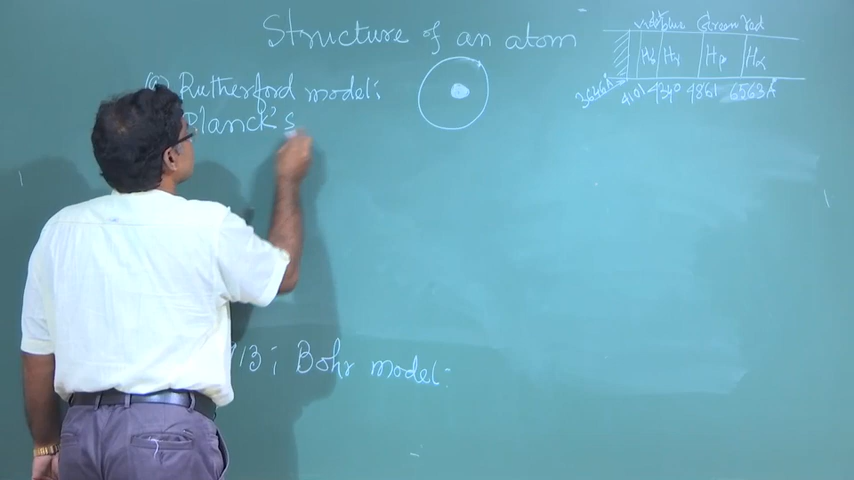 Structure of an atom
violet blue Green red
Hδ Hγ Hβ Hα
3646Å 4101 4340 4861 6563Å
(a) Rutherford model:
Planck's
913; Bohr model: